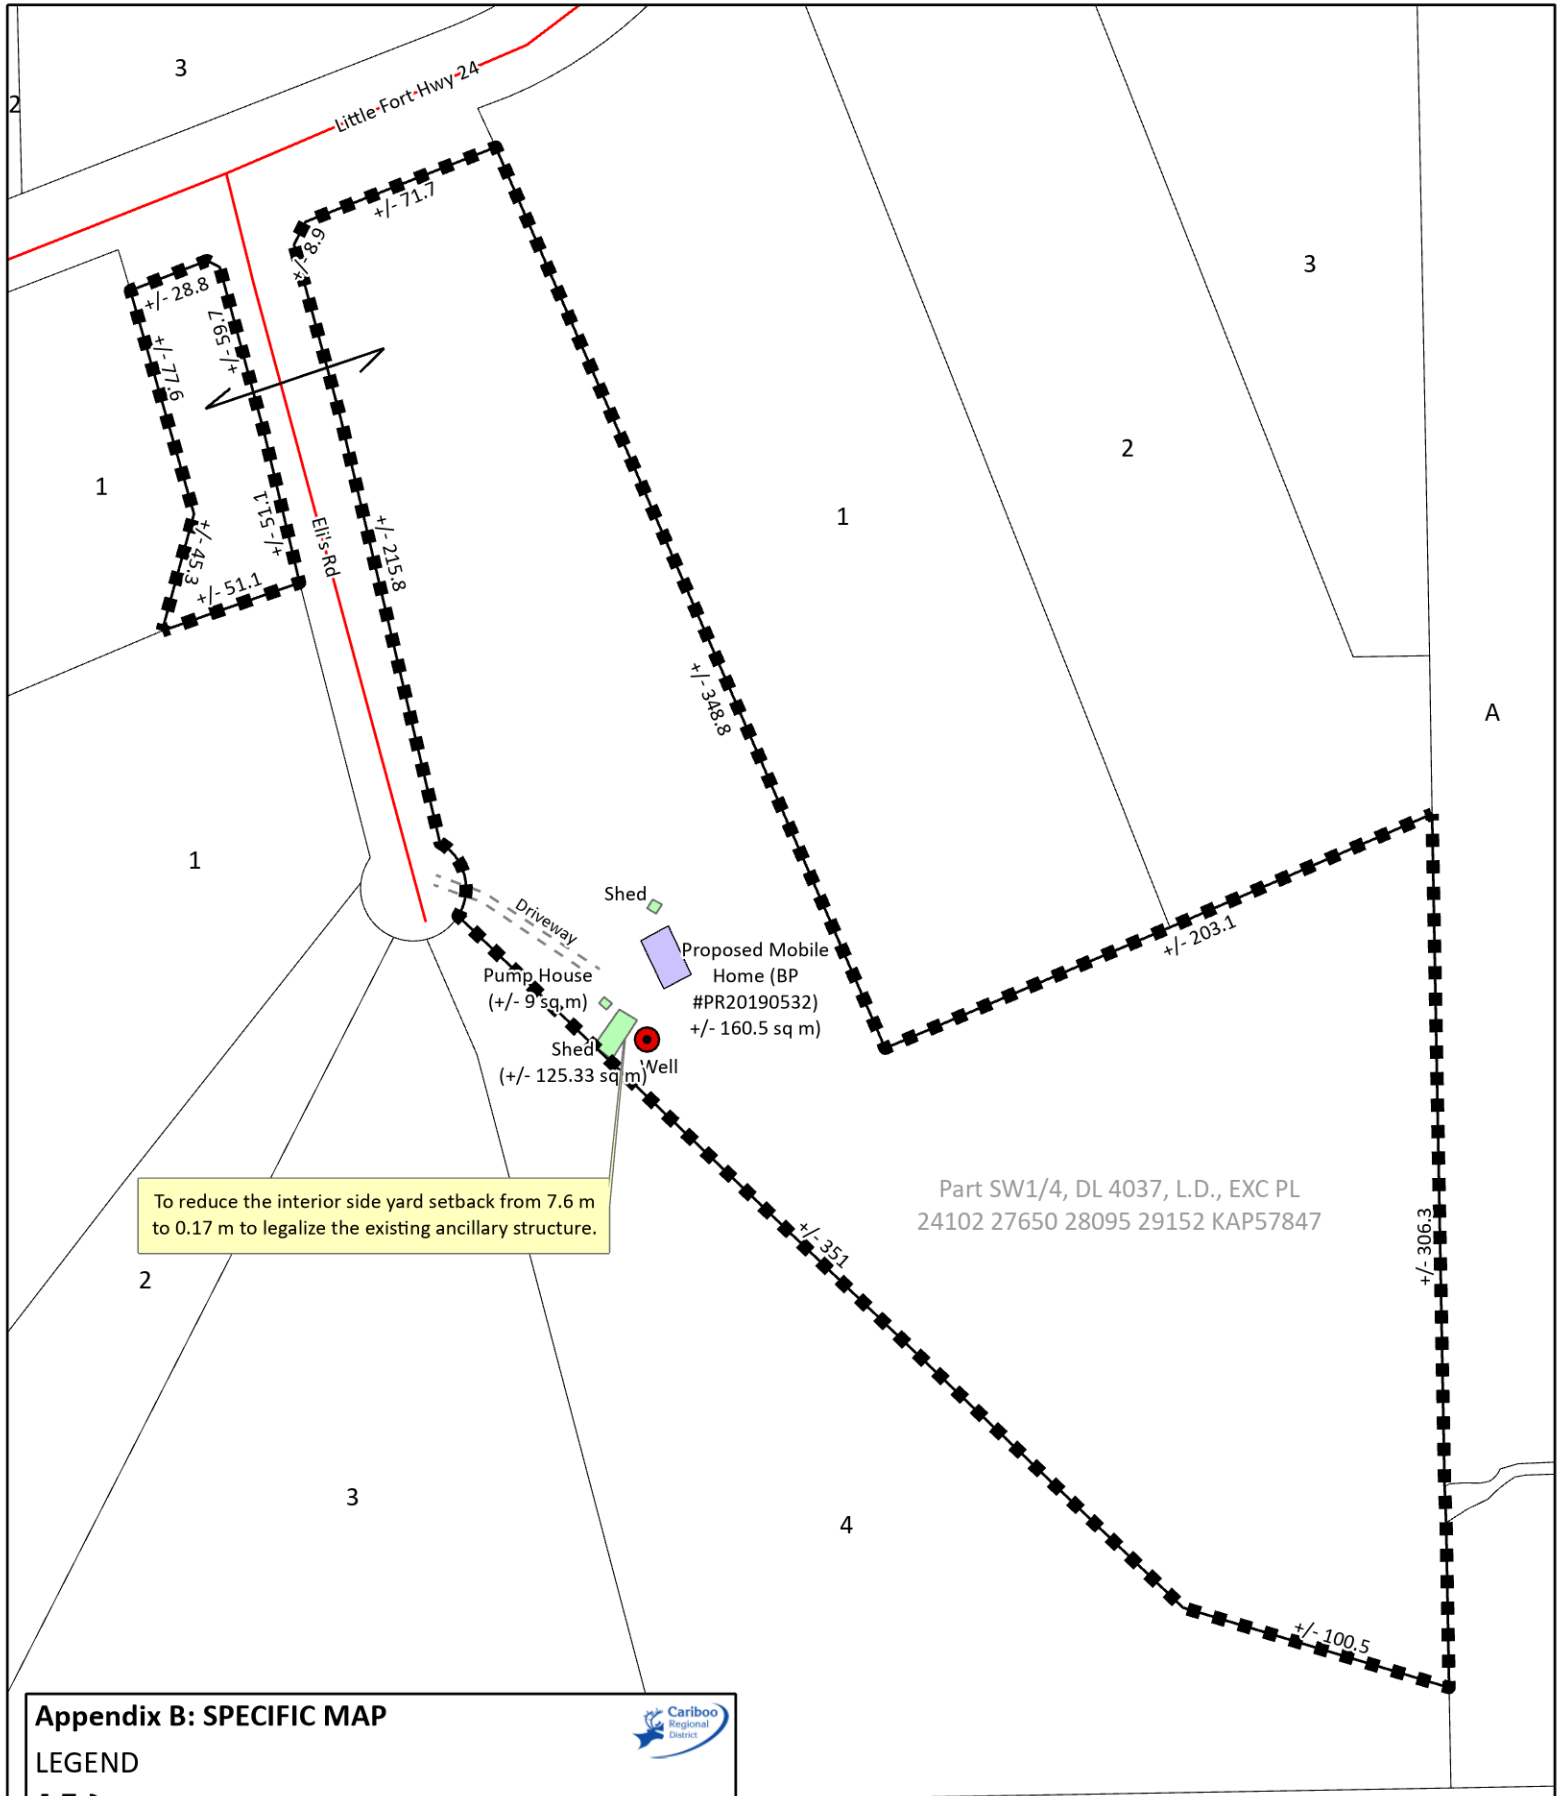 3
2
Little Fort Hwy 24
+/- 71.7
+/- 8.9
3
+/- 28.8
+/- 59.7
+/- 77.6
2
1
1
+/- 51.1
Eli's Rd
+/- 215.8
+/- 45.3
+/- 51.1
+/- 348.8
A
1
Shed
Driveway
+/- 203.1
Proposed Mobile
Home (BP
#PR20190532)
+/- 160.5 sq m)
Pump House
(+/- 9 sq m)
Shed
(+/- 125.33 sq m)
Well
Part SW1/4, DL 4037, L.D., EXC PL
24102 27650 28095 29152 KAP57847
To reduce the interior side yard setback from 7.6 m
to 0.17 m to legalize the existing ancillary structure.
+/- 351
+/- 306.3
2
3
4
+/- 100.5
Appendix B: SPECIFIC MAP
Cariboo
Regional
District
LEGEND